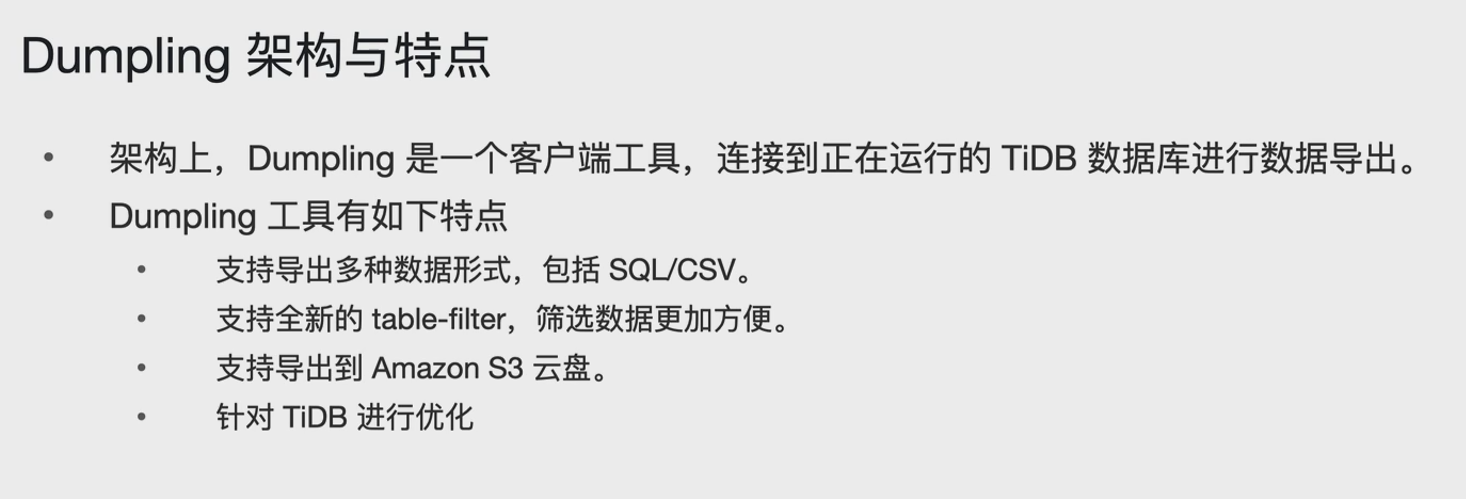 Dumpling 架构与特点
• 架构上，Dumpling 是一个客户端工具，连接到正在运行的 TiDB 数据库进行数据导出。
• Dumpling 工具有如下特点
• 支持导出多种数据形式，包括 SQL/CSV。
• 支持全新的 table-filter，筛选数据更加方便。
• 支持导出到 Amazon S3 云盘。
• 针对 TiDB 进行优化